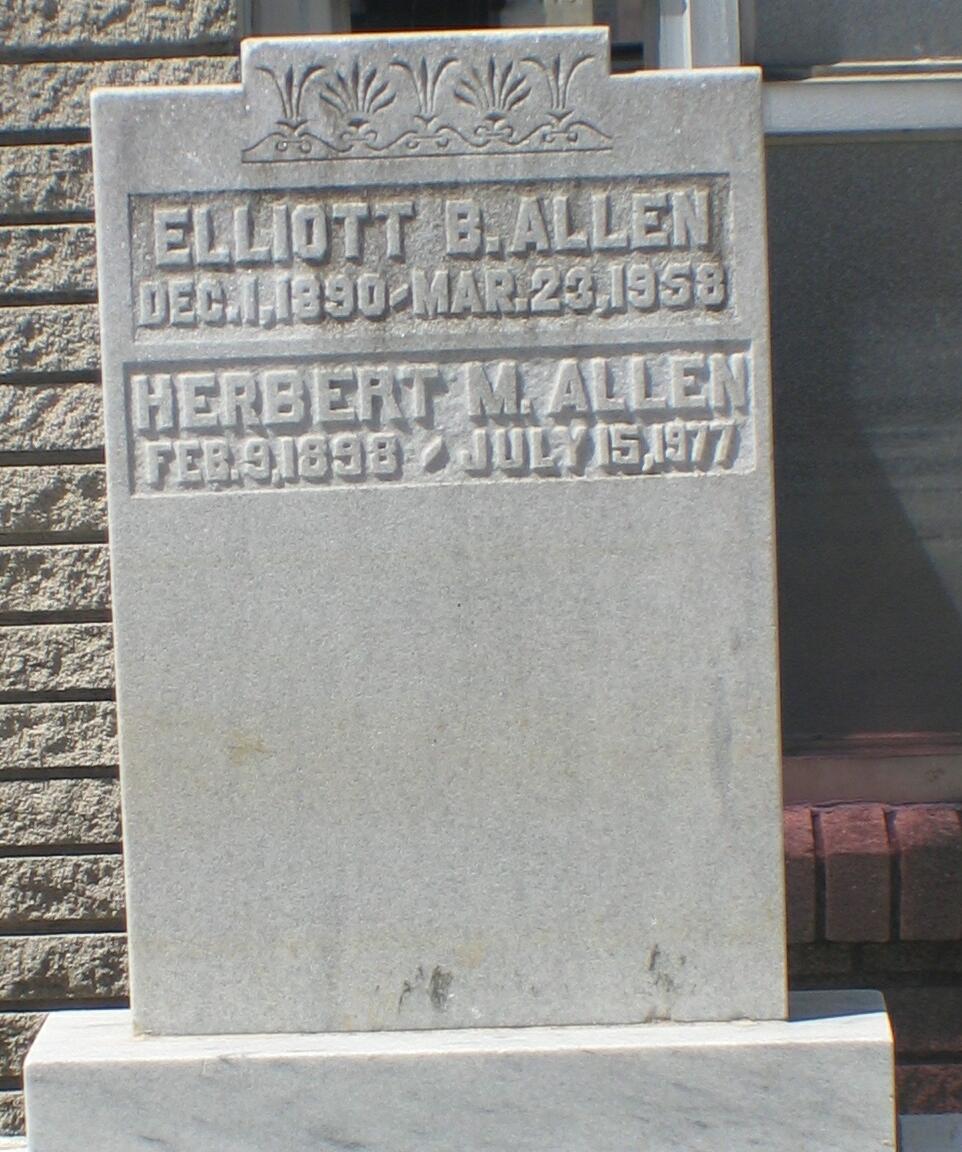 ELLIOTT B. ALLEN
DEC. 1, 1890 - MAR. 23, 1958
HERBERT M. ALLEN
FEB. 9, 1898 - JULY 15, 1977